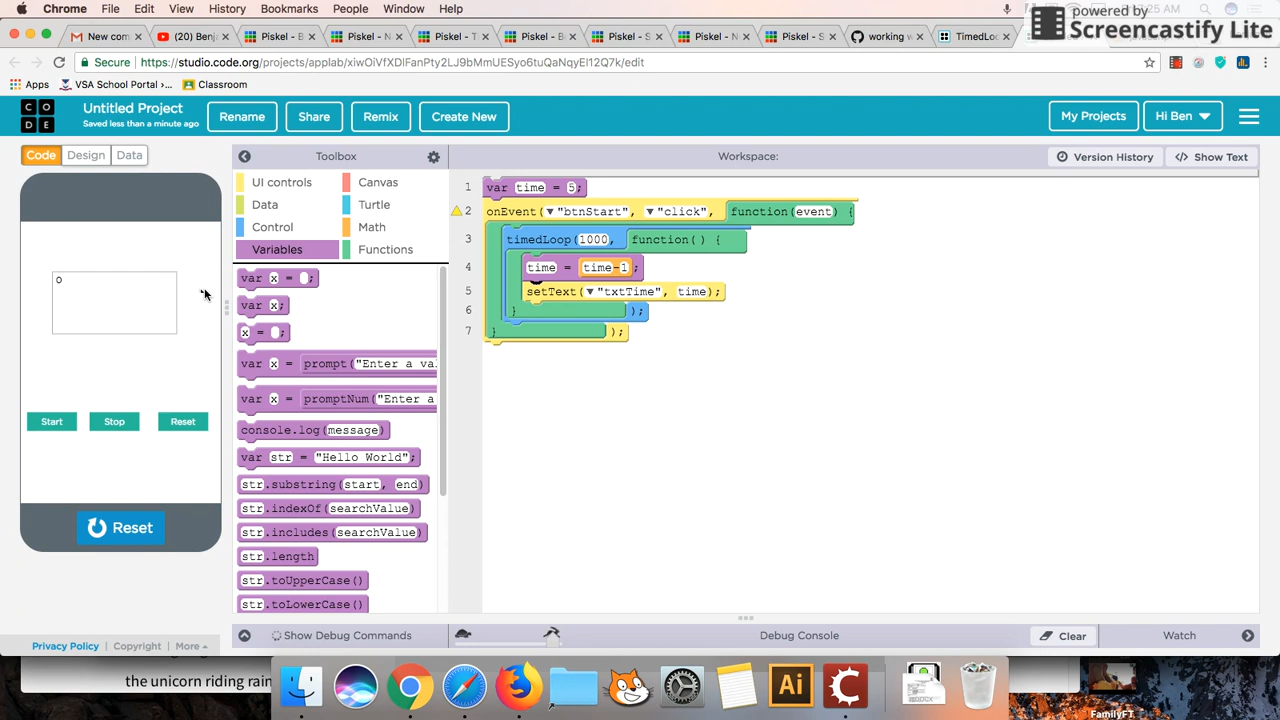 Chrome File Edit View History Bookmarks People Window Help
powered by
Screencastify Lite
New com (20) Benj Piskel - B Piskel - Piskel - T Piskel - B Piskel - S Piskel - N Piskel - S working w TimedLoo
Secure https://studio.code.org/projects/applab/xiwOiVfXDlFanPty2LJ9bMmUESyo6tuQaNqyEl12Q7k/edit
Apps VSA School Portal >... Classroom
C O D E
Untitled Project
Saved less than a minute ago
Rename Share Remix Create New My Projects Hi Ben
Code Design Data Toolbox Workspace: Version History </> Show Text
UI controls Canvas
Data Turtle
Control Math
Variables Functions
var x = ;
var x;
x = ;
var x = prompt("Enter a val
var x = promptNum("Enter a
console.log(message)
var str = "Hello World";
str.substring(start, end)
str.indexOf(searchValue)
str.includes(searchValue)
str.length
str.toUpperCase()
str.toLowerCase()
0
Start Stop Reset
Reset
1 var time = 5;
2 onEvent("btnStart", "click", function(event) {
3 timedLoop(1000, function() {
4 time = time-1;
5 setText("txtTime", time);
6 } );
7 } );
Privacy Policy Copyright More
Show Debug Commands Debug Console Clear Watch
the unicorn riding rain
Ai
FamilyFT